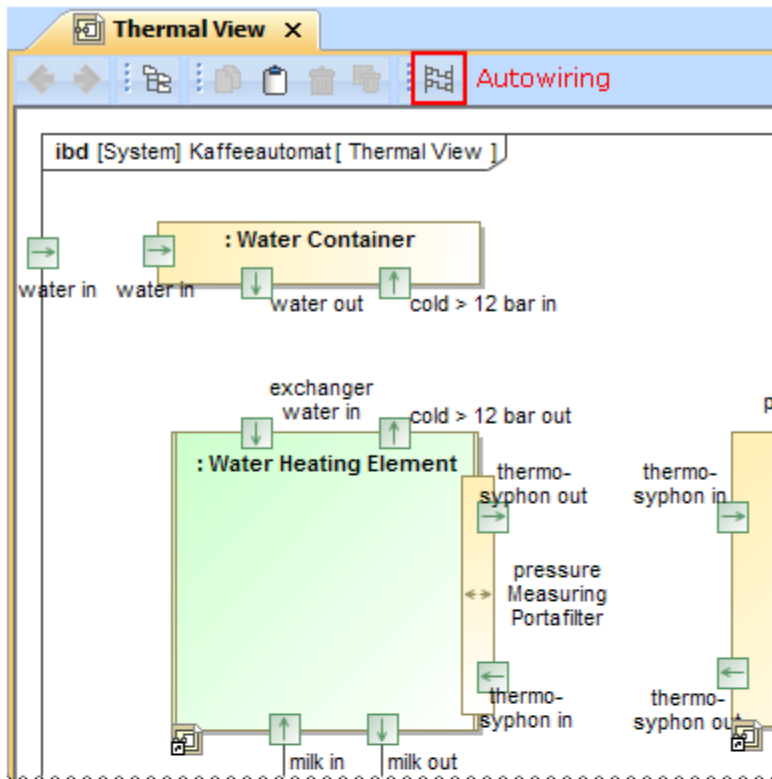 Thermal View X
Autowiring
ibd [System] Kaffeeautomat[ Thermal View ]
: Water Container
water in
water in
water out
cold > 12 bar in
exchanger
water in
cold > 12 bar out
p
: Water Heating Element
thermo-
syphon out
thermo-
syphon in
pressure
Measuring
Portafilter
thermo-
syphon in
thermo-
syphon out
milk in
milk out